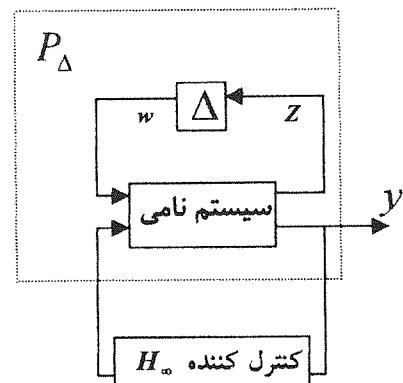 P_Δ
w Δ z
سیستم نامی
y
کنترل کننده H_∞